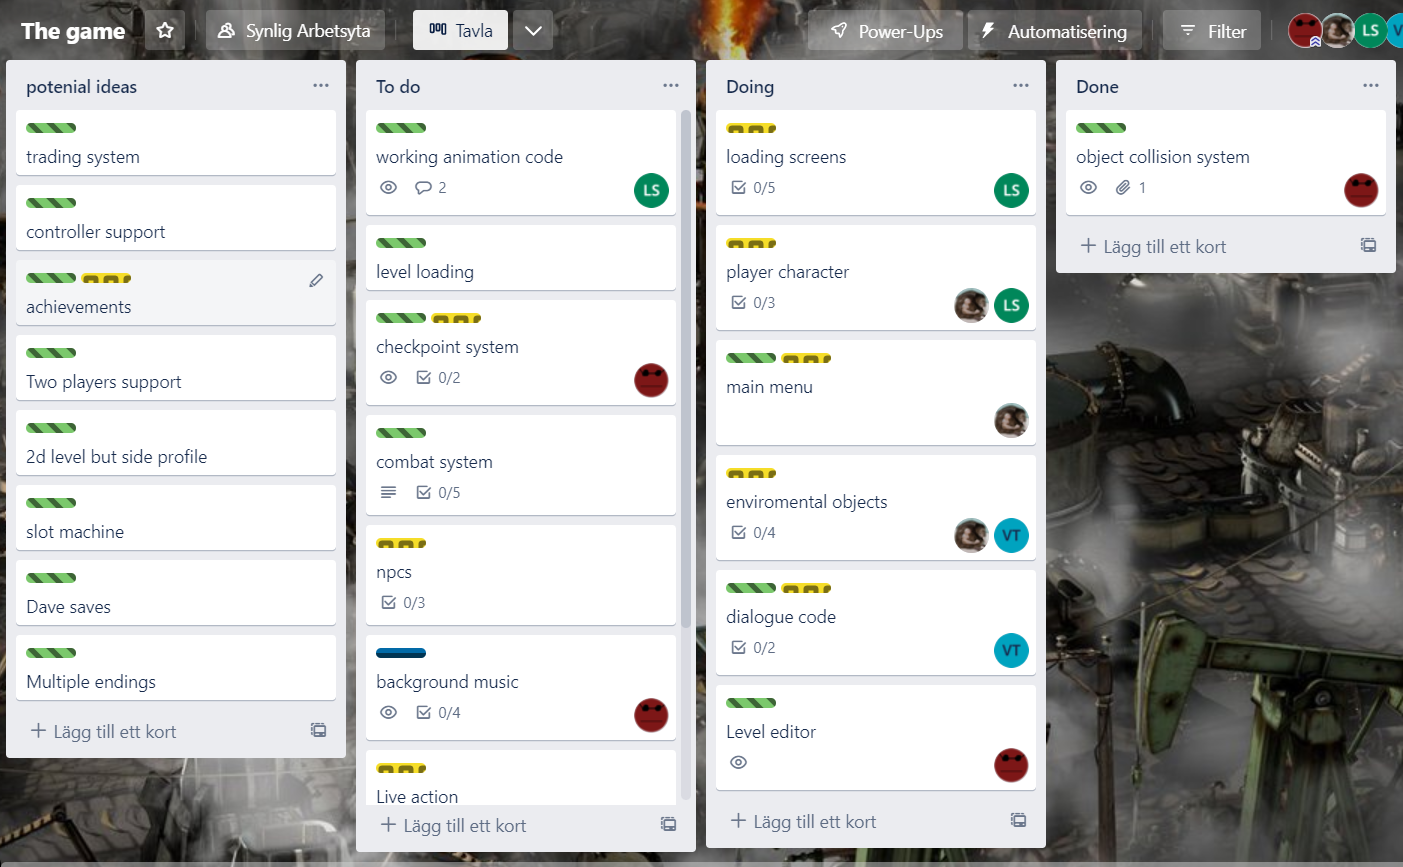 The game
Synlig Arbetsyta
Tavla
Power-Ups
Automatisering
Filter
LS
V
potenial ideas
trading system
controller support
achievements
Two players support
2d level but side profile
slot machine
Dave saves
Multiple endings
Lägg till ett kort
To do
working animation code
2
LS
level loading
checkpoint system
0/2
combat system
0/5
npcs
0/3
background music
0/4
Live action
Lägg till ett kort
Doing
loading screens
0/5
LS
player character
0/3
LS
main menu
enviromental objects
0/4
VT
dialogue code
0/2
VT
Level editor
Lägg till ett kort
Done
object collision system
1
Lägg till ett kort